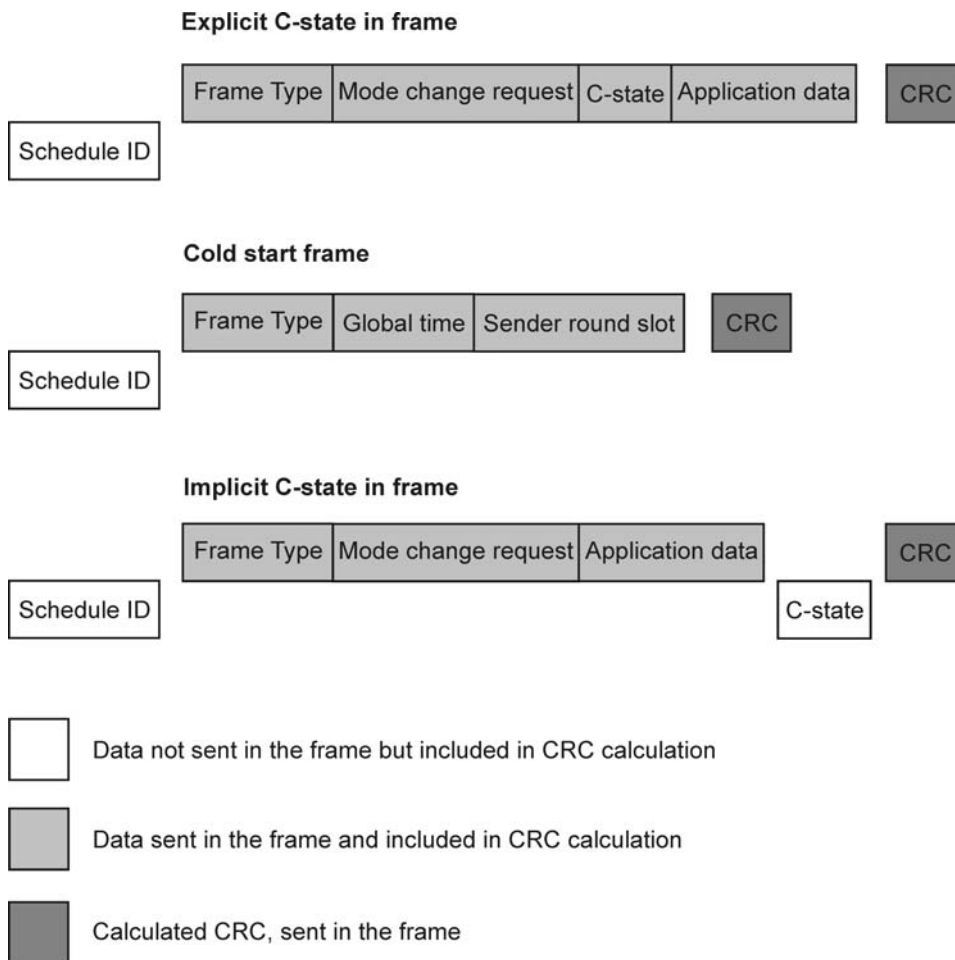 Explicit C-state in frame
Frame Type Mode change request C-state Application data CRC
Schedule ID
Cold start frame
Frame Type Global time Sender round slot CRC
Schedule ID
Implicit C-state in frame
Frame Type Mode change request Application data CRC
Schedule ID C-state
Data not sent in the frame but included in CRC calculation
Data sent in the frame and included in CRC calculation
Calculated CRC, sent in the frame